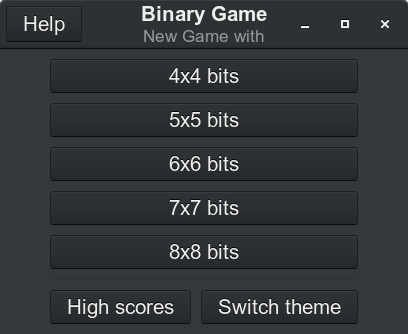 Help
Binary Game
New Game with
4x4 bits
5x5 bits
6x6 bits
7x7 bits
8x8 bits
High scores
Switch theme